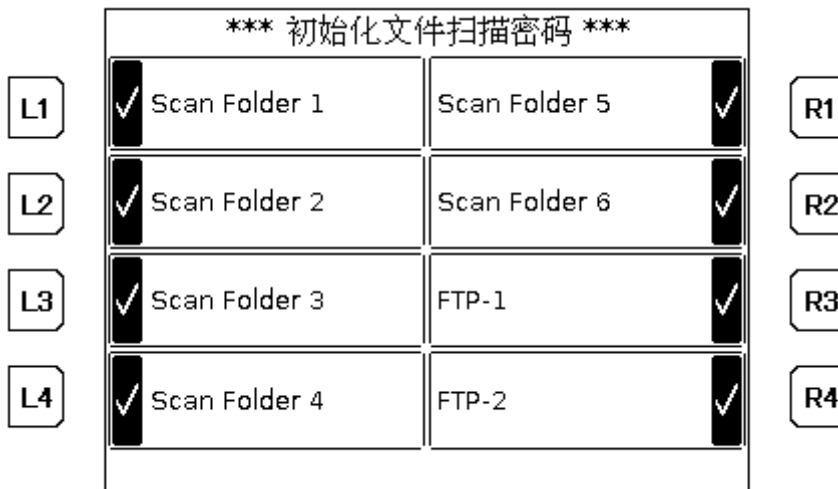 *** 初始化文件扫描密码 ***
L1 Scan Folder 1 Scan Folder 5 R1
L2 Scan Folder 2 Scan Folder 6 R2
L3 Scan Folder 3 FTP-1 R3
L4 Scan Folder 4 FTP-2 R4